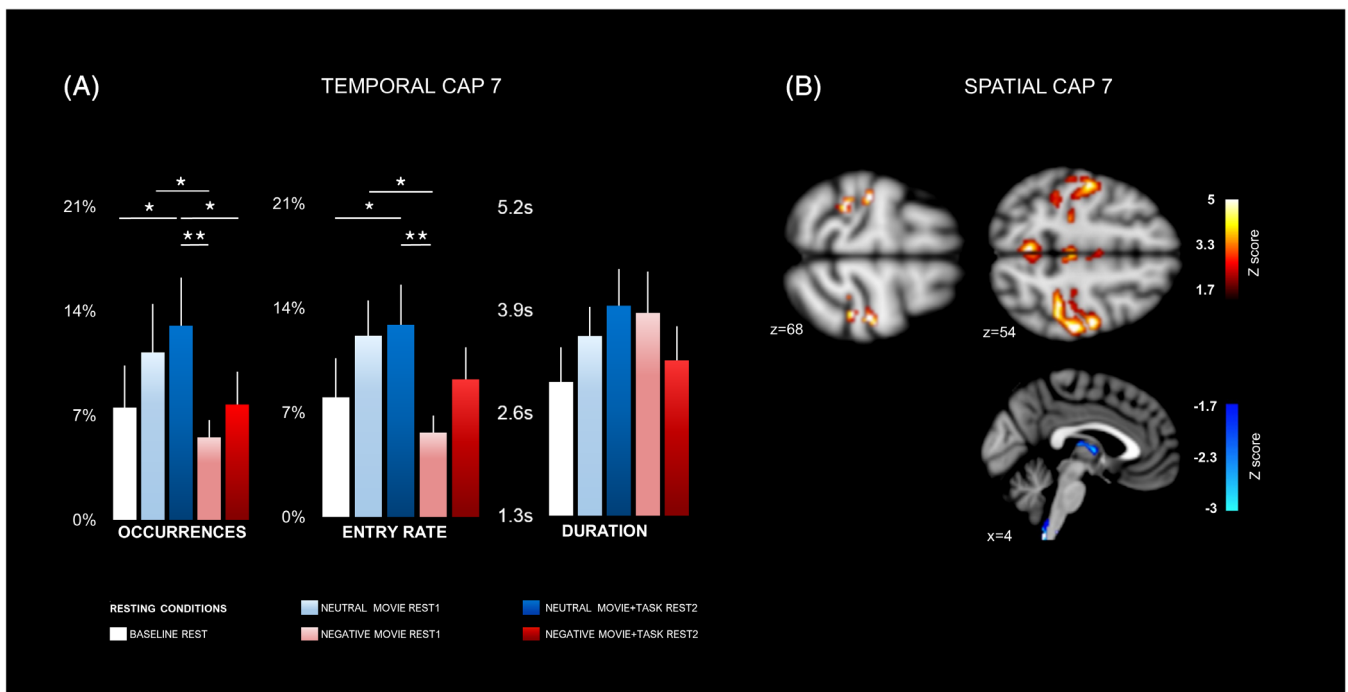 (A) TEMPORAL CAP 7
*
21%
* *
**
14%
7%
0%
OCCURRENCES
*
21%
*
**
14%
7%
0%
ENTRY RATE
5.2s
3.9s
2.6s
1.3s
DURATION
RESTING CONDITIONS
BASELINE REST
NEUTRAL MOVIE REST1
NEGATIVE MOVIE REST1
NEUTRAL MOVIE+TASK REST2
NEGATIVE MOVIE+TASK REST2
(B) SPATIAL CAP 7
z=68
z=54
5
3.3
1.7
Z score
x=4
-1.7
-2.3
-3
Z score